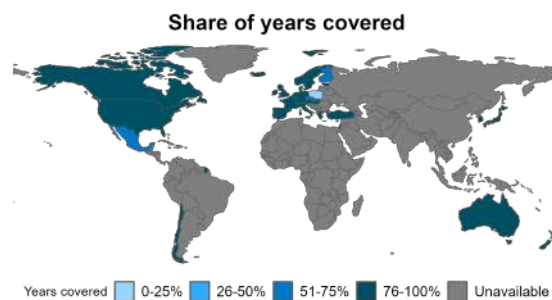 Share of years covered
Years covered 0-25% 26-50% 51-75% 76-100% Unavailable